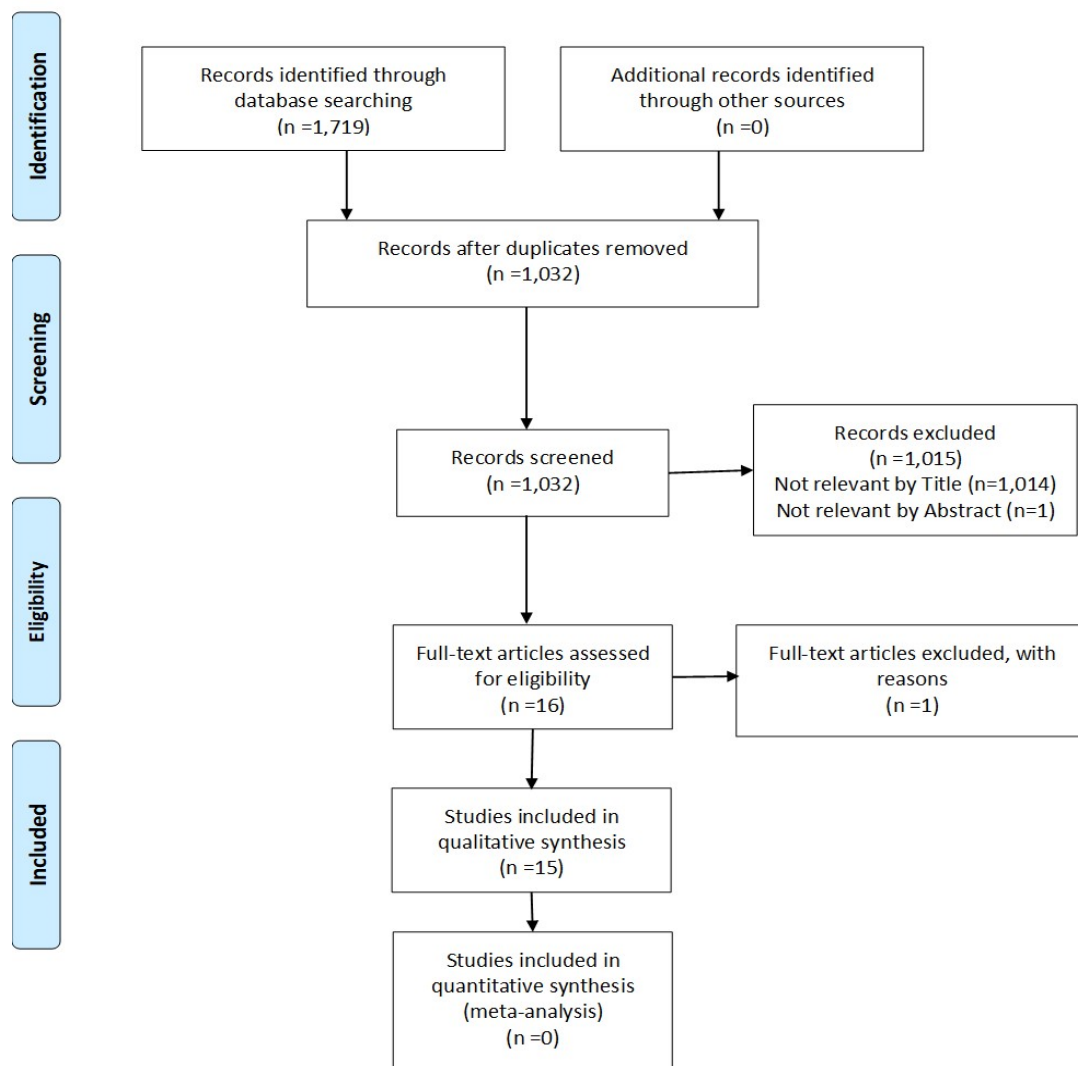 Identification
Records identified through
database searching
(n =1,719)
Additional records identified
through other sources
(n =0)
Records after duplicates removed
(n =1,032)
Screening
Records screened
(n =1,032)
Records excluded
(n =1,015)
Not relevant by Title (n=1,014)
Not relevant by Abstract (n=1)
Eligibility
Full-text articles assessed
for eligibility
(n =16)
Full-text articles excluded, with
reasons
(n =1)
Included
Studies included in
qualitative synthesis
(n =15)
Studies included in
quantitative synthesis
(meta-analysis)
(n =0)